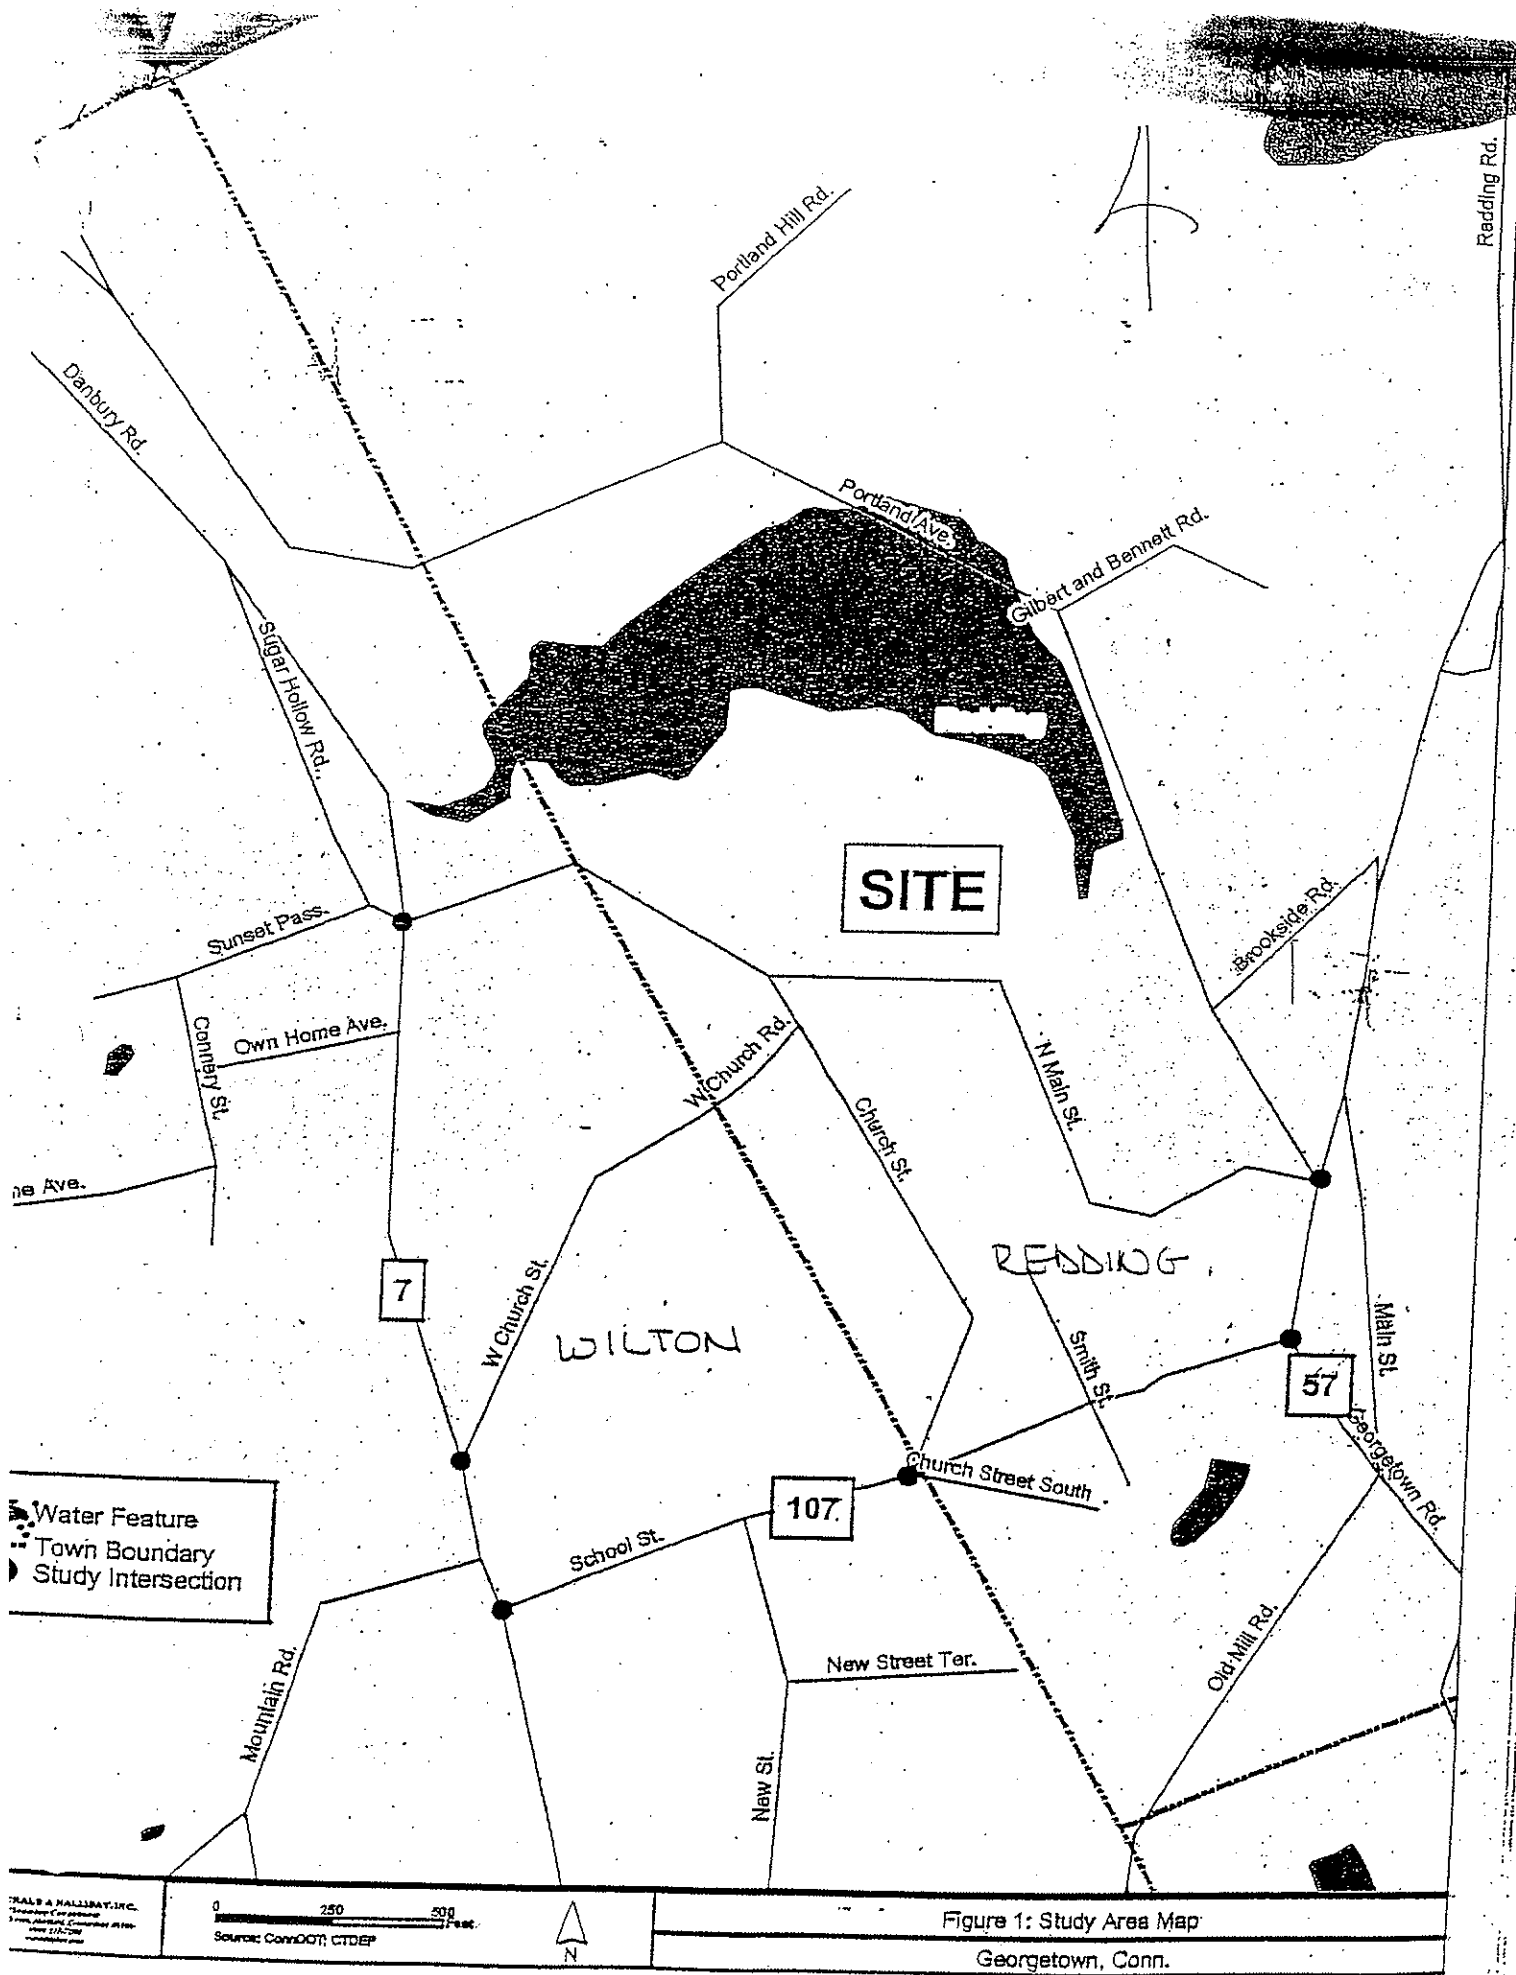 Redding Rd.
Portland Hill Rd.
Danbury Rd.
Portland Ave.
Gilbert and Bennett Rd.
Sugar Hollow Rd.
SITE
Brookside Rd.
Sunset Pass.
Connery St.
Own Home Ave.
W Church Rd.
N Main St.
Church St.
ne Ave.
REDDING
7
W Church St.
WILTON
Smith St.
Main St.
57
Georgetown Rd.
Church Street South
107
Water Feature
Town Boundary
Study Intersection
School St.
Old Mill Rd.
Mountain Rd.
New Street Ter.
New St.
0 250 500
Feet
Source: ConnDOT; CTDEP
N
Figure 1: Study Area Map
Georgetown, Conn.